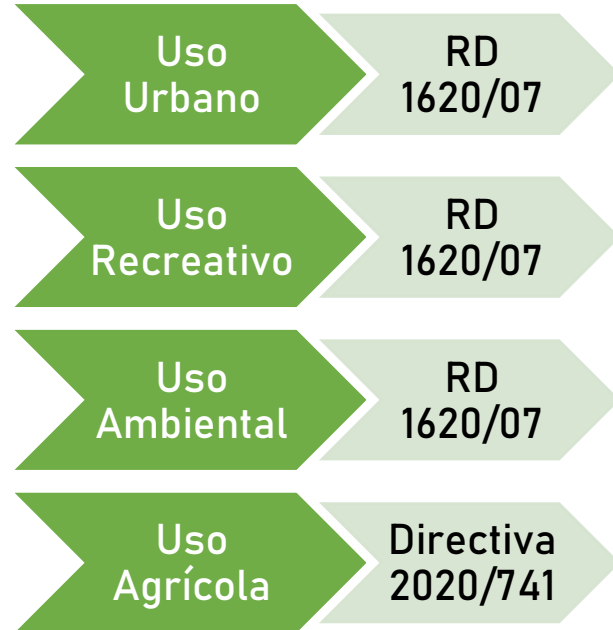 Uso
Urbano
RD
1620/07
Uso
Recreativo
RD
1620/07
Uso
Ambiental
RD
1620/07
Uso
Agrícola
Directiva
2020/741